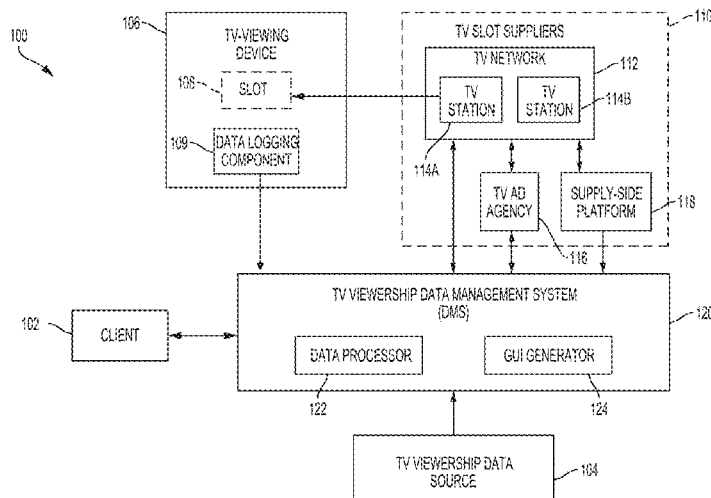 100
106
TV-VIEWING
DEVICE
108
SLOT
109
DATA LOGGING
COMPONENT
110
TV SLOT SUPPLIERS
TV NETWORK
112
TV
STATION
TV
STATION
114A
114B
TV AD
AGENCY
116
SUPPLY-SIDE
PLATFORM
118
102
CLIENT
TV VIEWERSHIP DATA MANAGEMENT SYSTEM
(DMS)
120
DATA PROCESSOR
122
GUI GENERATOR
124
TV VIEWERSHIP DATA
SOURCE
104